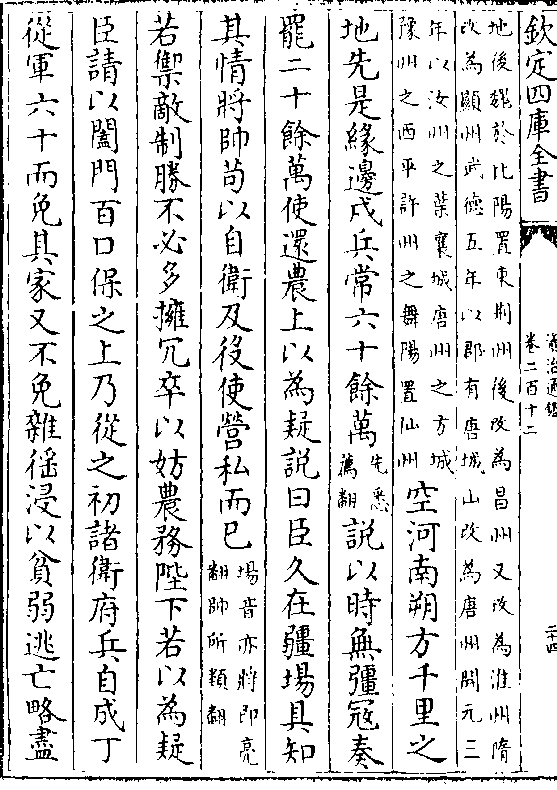 欽定四庫全書
資治通鑑
卷二百十二
二十四
地後魏於比陽置東荆州後改為昌州又改為淮州隋
改為顯州武德五年以郡有唐城山改為唐州開元三
年以汝州之葉襄城唐州之方城
豫州之西平許州之舞陽置仙州
空河南朔方千里之
地先是緣邊戍兵常六十餘萬
先悉
薦翻
說以時無彊寇奏
罷二十餘萬使還農上以為疑說曰臣久在疆場具知
其情將帥苟以自衛及役使營私而已
場音亦將即亮
翻帥所類翻
若禦敵制勝不必多擁冗卒以妨農務陛下若以為疑
臣請以闔門百口保之上乃從之初諸衛府兵自成丁
從軍六十而免其家又不免雜徭浸以貧弱逃亡略盡